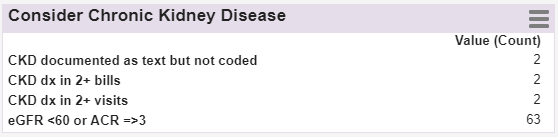 Consider Chronic Kidney Disease
Value (Count)
CKD documented as text but not coded 2
CKD dx in 2+ bills 2
CKD dx in 2+ visits 2
eGFR <60 or ACR =>3 63